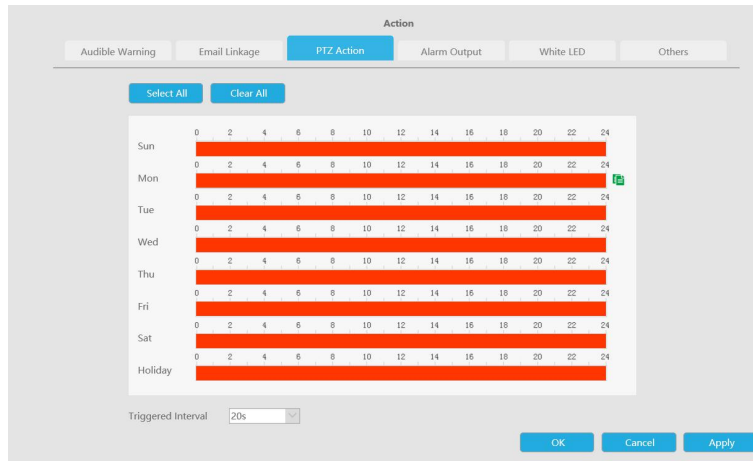 Action
Audible Warning Email Linkage PTZ Action Alarm Output White LED Others
Select All Clear All
0 2 4 6 8 10 12 14 16 18 20 22 24
Sun
0 2 4 6 8 10 12 14 16 18 20 22 24
Mon
0 2 4 6 8 10 12 14 16 18 20 22 24
Tue
0 2 4 6 8 10 12 14 16 18 20 22 24
Wed
0 2 4 6 8 10 12 14 16 18 20 22 24
Thu
0 2 4 6 8 10 12 14 16 18 20 22 24
Fri
0 2 4 6 8 10 12 14 16 18 20 22 24
Sat
0 2 4 6 8 10 12 14 16 18 20 22 24
Holiday
Triggered Interval 20s
OK Cancel Apply